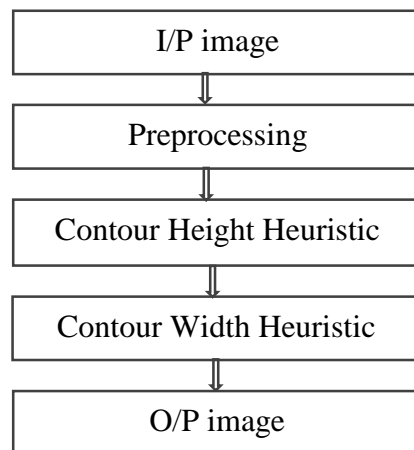 I/P image
Preprocessing
Contour Height Heuristic
Contour Width Heuristic
O/P image